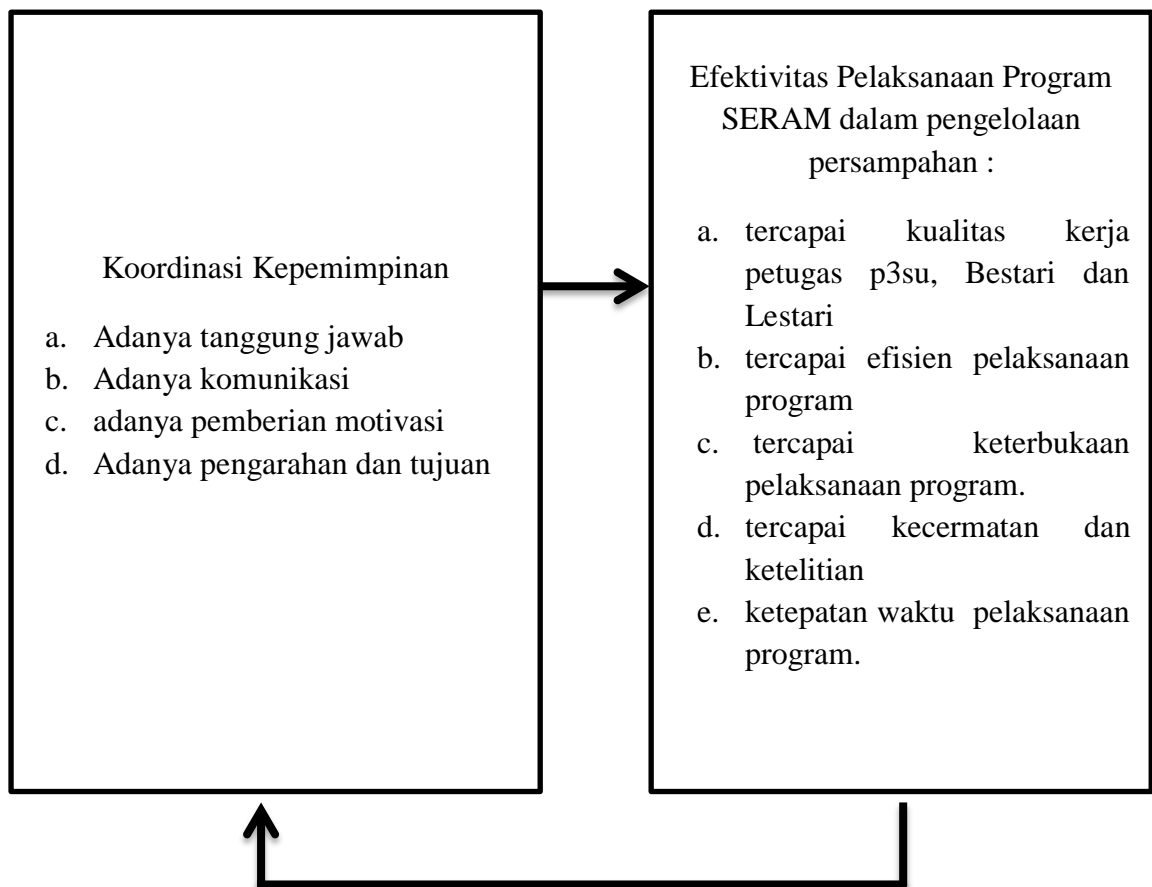 Koordinasi Kepemimpinan
a. Adanya tanggung jawab
b. Adanya komunikasi
c. adanya pemberian motivasi
d. Adanya pengarahan dan tujuan
Efektivitas Pelaksanaan Program
SERAM dalam pengelolaan
persampahan :
a. tercapai kualitas kerja
petugas p3su, Bestari dan
Lestari
b. tercapai efisien pelaksanaan
program
c. tercapai keterbukaan
pelaksanaan program.
d. tercapai kecermatan dan
ketelitian
e. ketepatan waktu pelaksanaan
program.